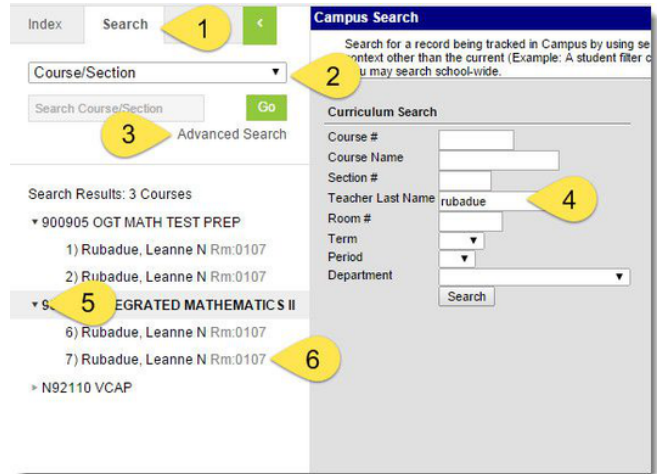 Index
Search
1
<
Course/Section
2
Search Course/Section
Go
3
Advanced Search
Search Results: 3 Courses
900905 OGT MATH TEST PREP
1) Rubadue, Leanne N Rm:0107
2) Rubadue, Leanne N Rm:0107
5
EGRATED MATHEMATICS II
6) Rubadue, Leanne N Rm:0107
7) Rubadue, Leanne N Rm:0107
6
N92110 VCAP
Campus Search
Search for a record being tracked in Campus by using se
ontext other than the current (Example: A student filter c
u may search school-wide.
Curriculum Search
Course #
Course Name
Section #
Teacher Last Name rubadue
4
Room #
Term
Period
Department
Search